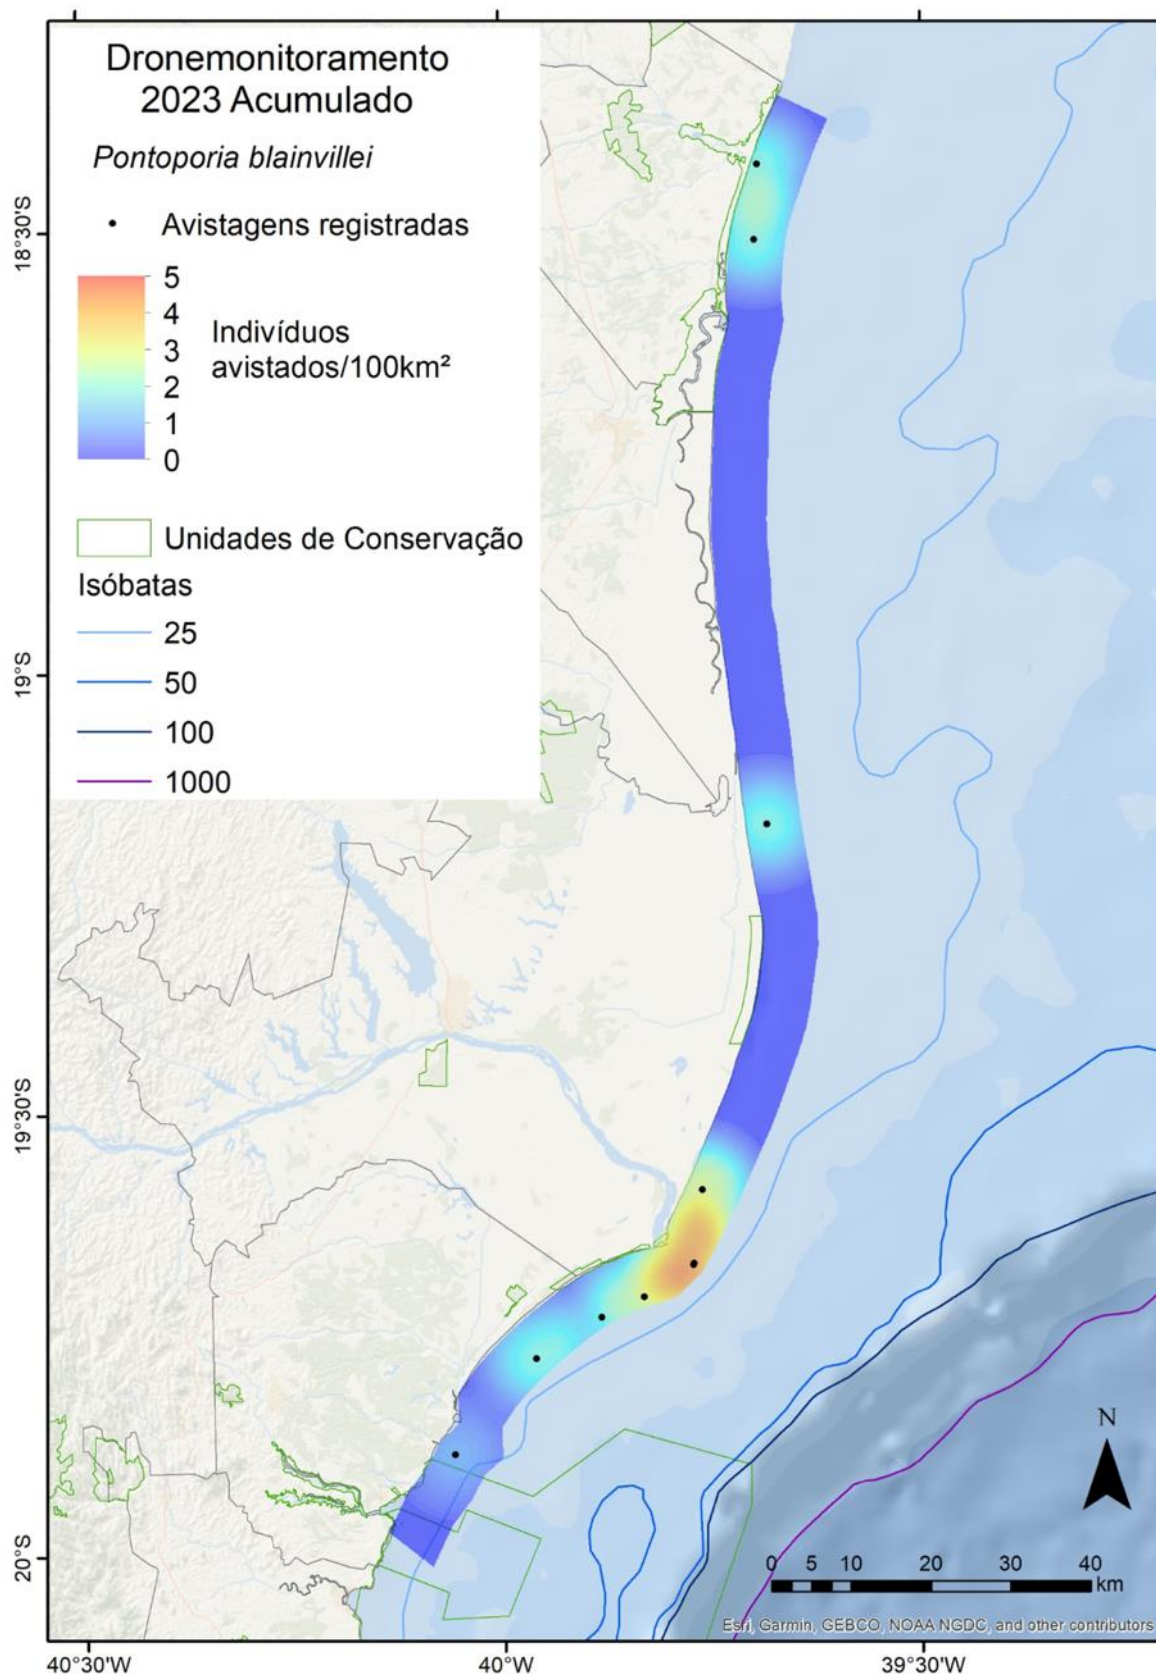 Dronemonitoramento
2023 Acumulado
Pontoporia blainvillei
Avistagens registradas
5
4
3
2
1
0
Indivíduos
avistados/100km²
Unidades de Conservação
Isóbatas
25
50
100
1000
18°30'S
19°S
19°30'S
20°S
N
0 5 10 20 30 40
km
Esri, Garmin, GEBCO, NOAA NGDC, and other contributors
40°30'W 40°W 39°30'W